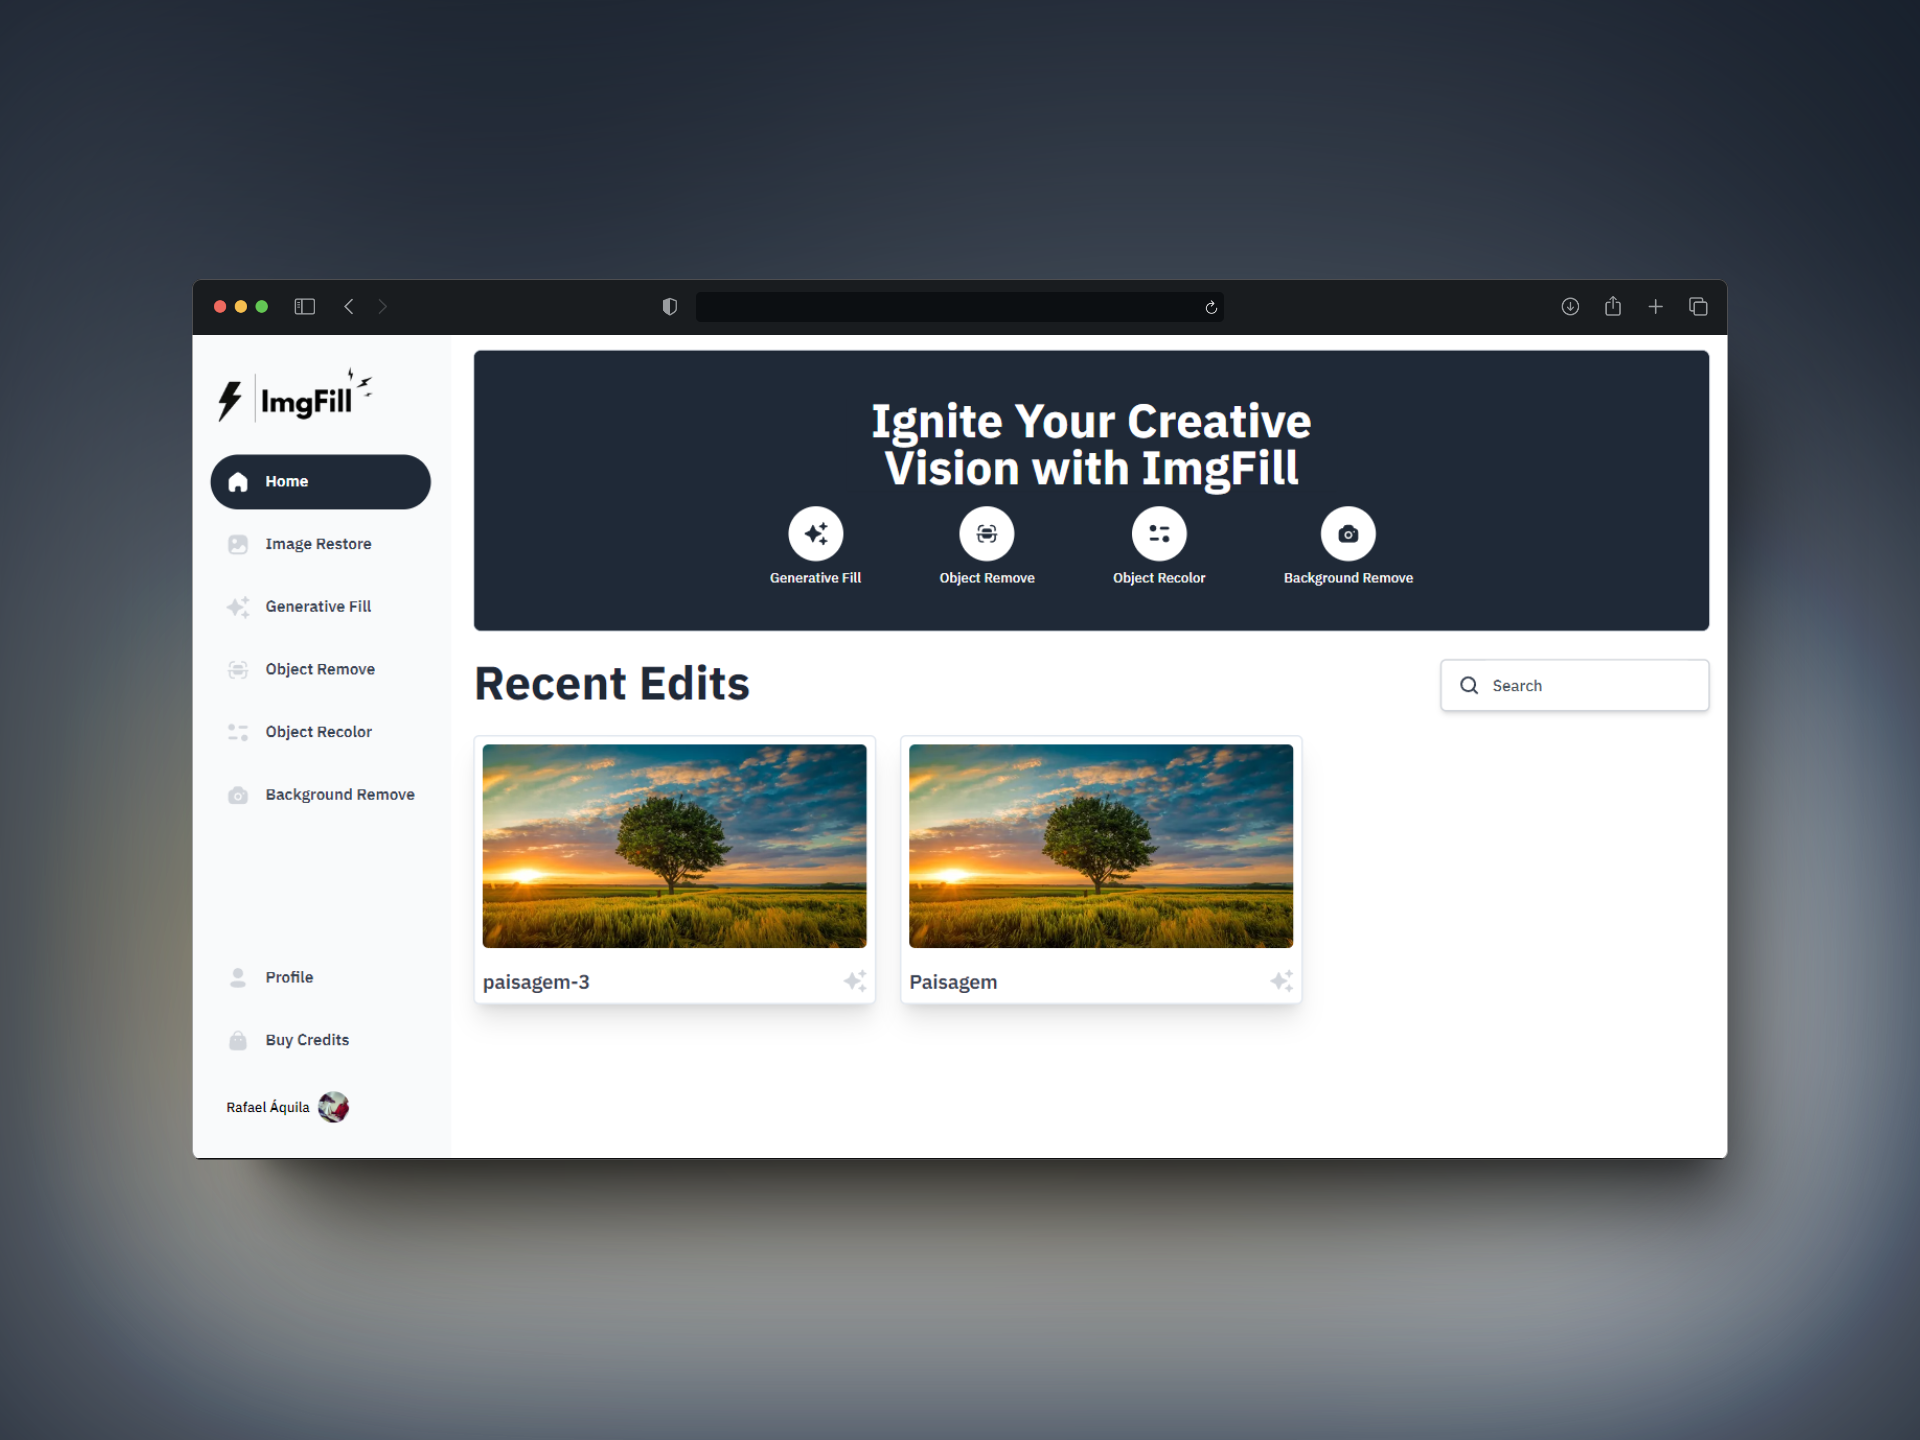 ImgFill
Home
Image Restore
Generative Fill
Object Remove
Object Recolor
Background Remove
Profile
Buy Credits
Rafael Áquila
Ignite Your Creative
Vision with ImgFill
Generative Fill
Object Remove
Object Recolor
Background Remove
Recent Edits
Search
paisagem-3
Paisagem